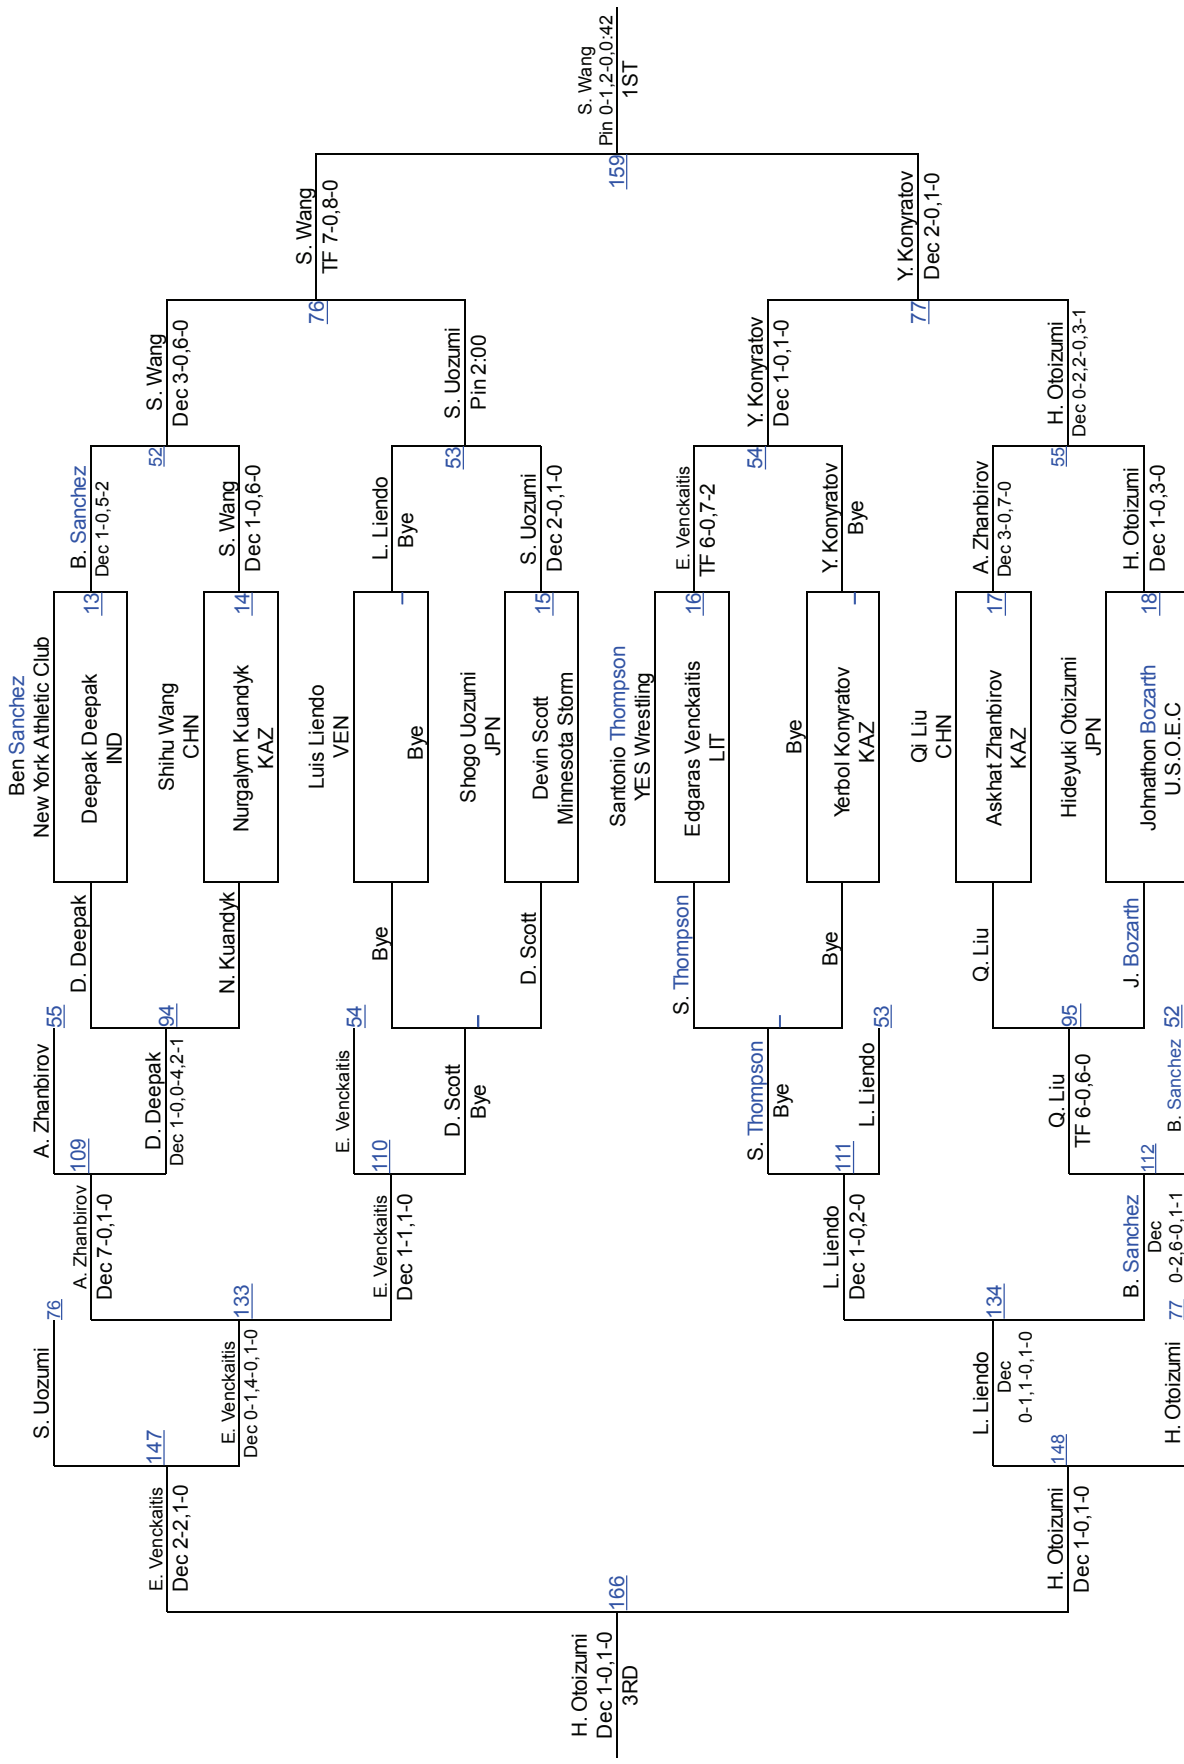 Ben Sanchez
New York Athletic Club
Deepak Deepak
IND
13
B. Sanchez
Dec 1-0,5-2
Shihu Wang
CHN
Nurgalym Kuandyk
KAZ
14
S. Wang
Dec 1-0,6-0
52
S. Wang
Dec 3-0,6-0
Luis Liendo
VEN
Bye
L. Liendo
Bye
Shogo Uozumi
JPN
Devin Scott
Minnesota Storm
15
S. Uozumi
Dec 2-0,1-0
53
S. Uozumi
Pin 2:00
76
S. Wang
TF 7-0,8-0
Santonio Thompson
YES Wrestling
Edgaras Venckaitis
LIT
16
E. Venckaitis
TF 6-0,7-2
Bye
Yerbol Konyratov
KAZ
Y. Konyratov
Bye
54
Y. Konyratov
Dec 1-0,1-0
Qi Liu
CHN
Askhat Zhanbirov
KAZ
17
A. Zhanbirov
Dec 3-0,7-0
Hideyuki Otoizumi
JPN
Johnathon Bozarth
U.S.O.E.C
18
H. Otoizumi
Dec 1-0,3-0
55
H. Otoizumi
Dec 0-2,2-0,3-1
77
Y. Konyratov
Dec 2-0,1-0
159
S. Wang
Pin 0-1,2-0,0:42
1ST
D. Deepak
N. Kuandyk
94
D. Deepak
Dec 1-0,0-4,2-1
A. Zhanbirov
55
109
A. Zhanbirov
Dec 7-0,1-0
Bye
D. Scott
D. Scott
Bye
E. Venckaitis
54
110
E. Venckaitis
Dec 1-1,1-0
133
E. Venckaitis
Dec 0-1,4-0,1-0
S. Uozumi
76
147
E. Venckaitis
Dec 2-2,1-0
S. Thompson
Bye
S. Thompson
Bye
L. Liendo
53
111
L. Liendo
Dec 1-0,2-0
Q. Liu
J. Bozarth
95
Q. Liu
TF 6-0,6-0
B. Sanchez
52
112
B. Sanchez
Dec
0-2,6-0,1-1
134
L. Liendo
Dec
0-1,1-0,1-0
H. Otoizumi
77
148
H. Otoizumi
Dec 1-0,1-0
166
H. Otoizumi
Dec 1-0,1-0
3RD